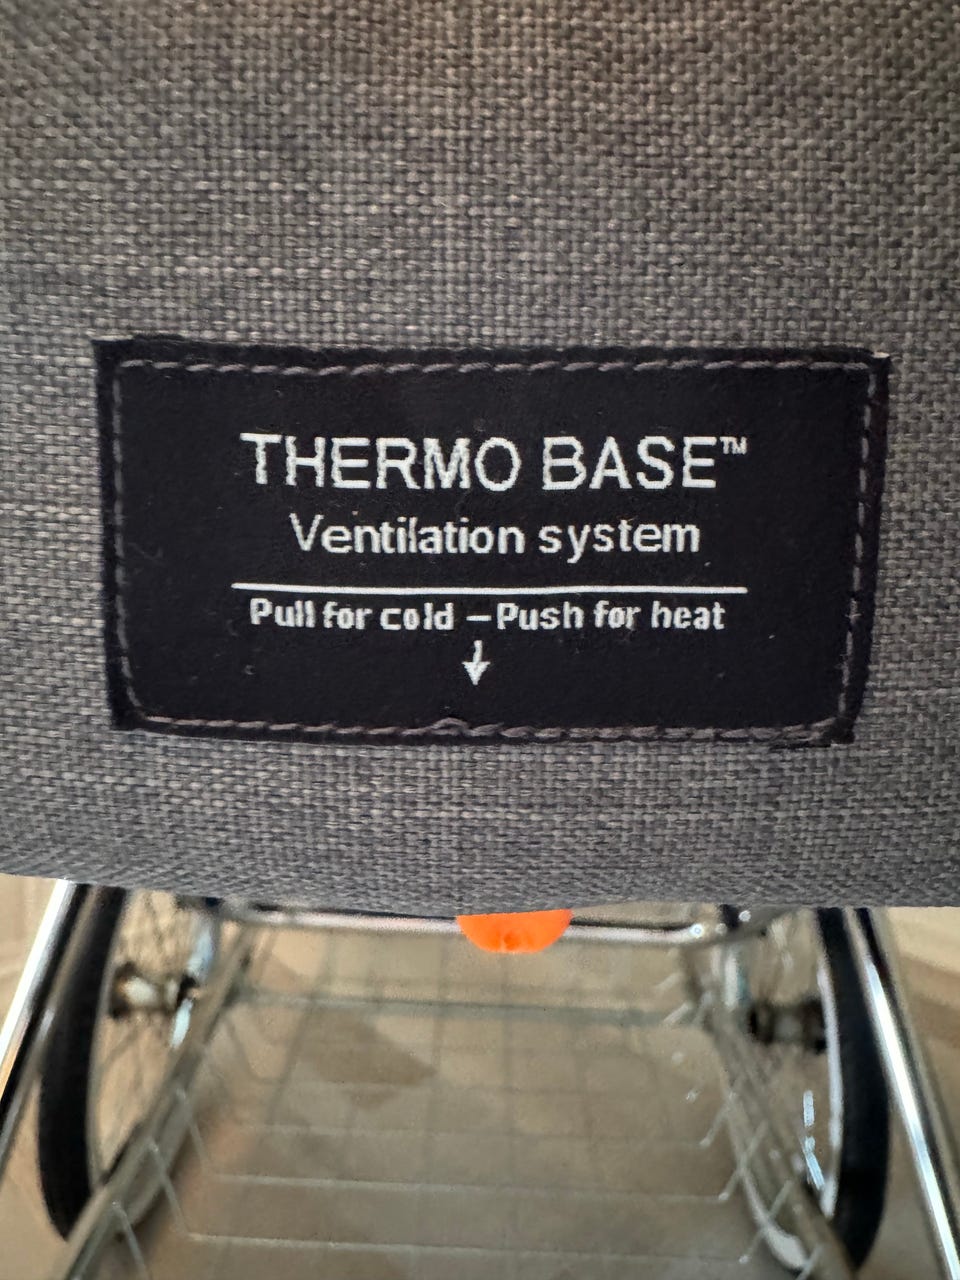 THERMO BASE™
Ventilation system
Pull for cold – Push for heat